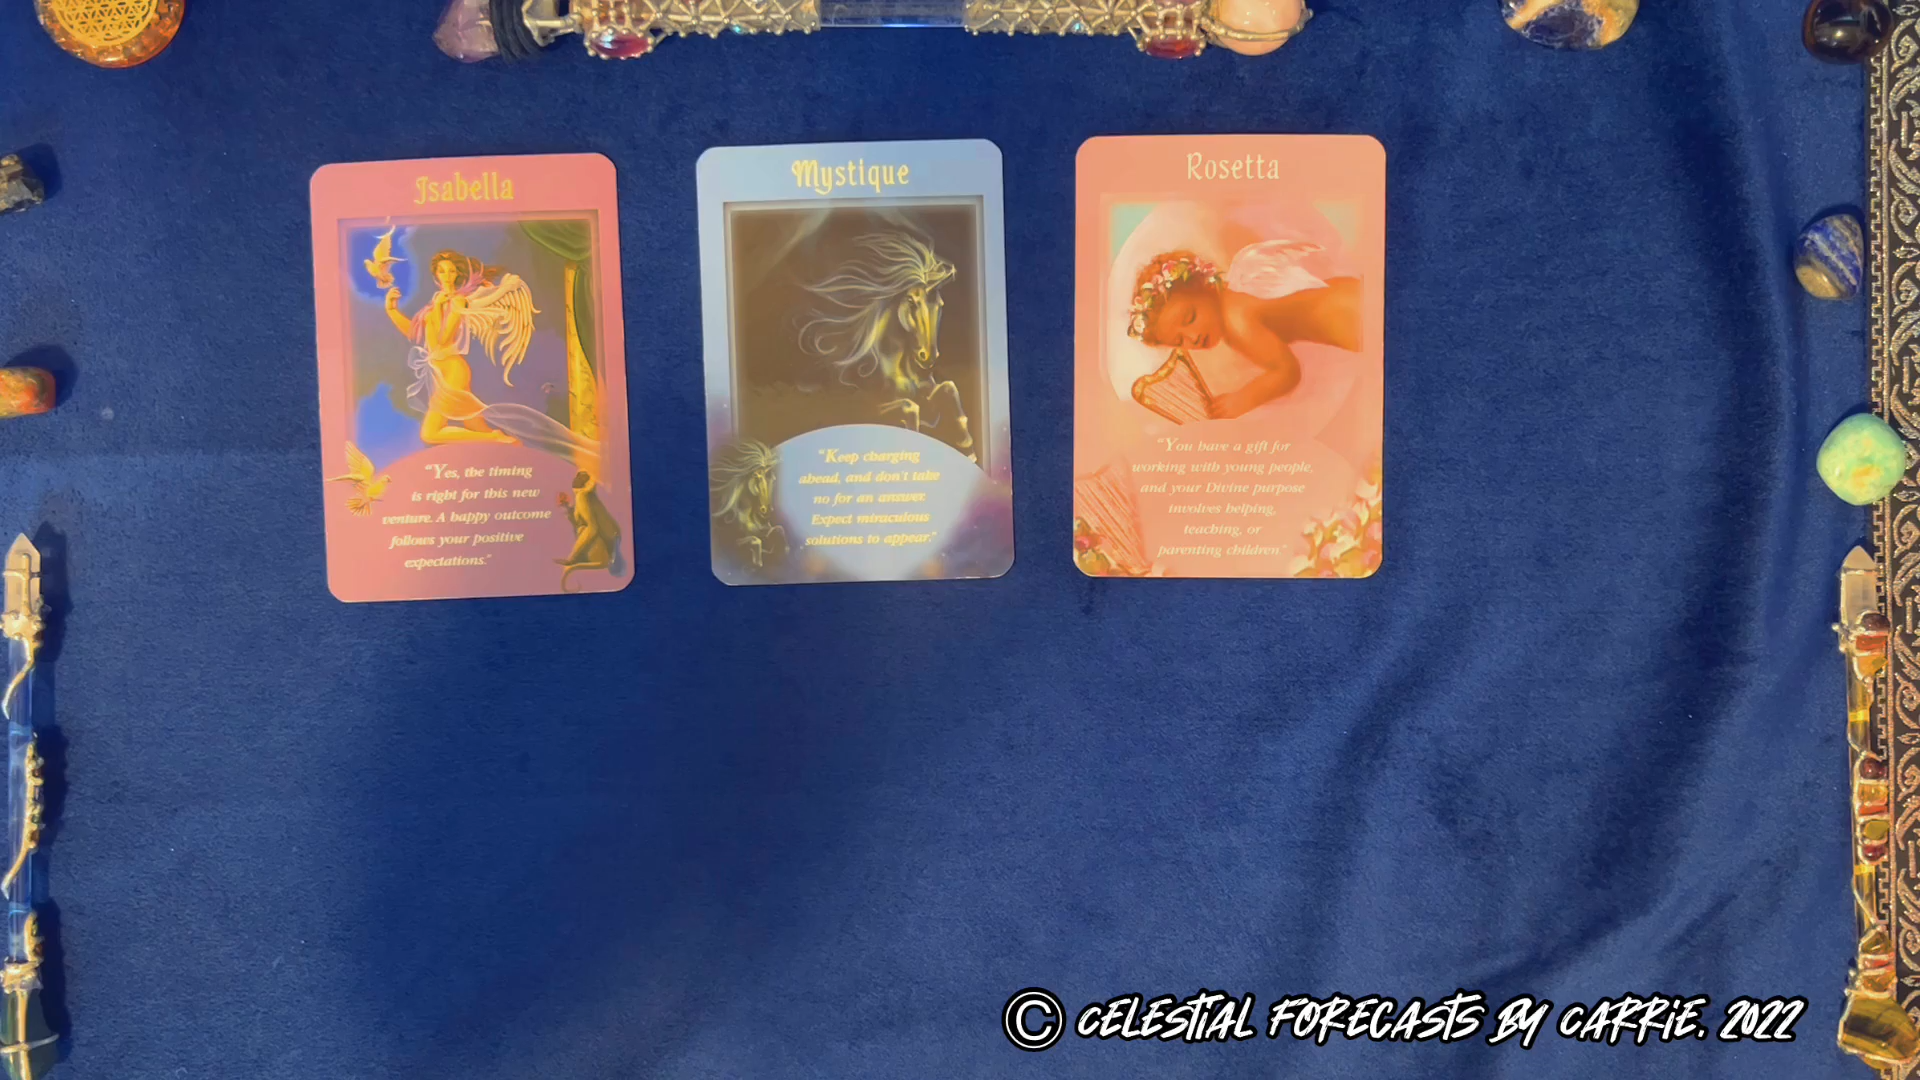 Isabella
"Yes, the timing
is right for this new
venture. A happy outcome
follows your positive
expectations."
Mystique
"Keep charging
ahead, and don't take
no for an answer.
Expect miraculous
solutions to appear."
Rosetta
"You have a gift for
working with young people,
and your Divine purpose
involves helping,
teaching, or
parenting children."
© CELESTIAL FORECASTS BY CARRIE. 2022